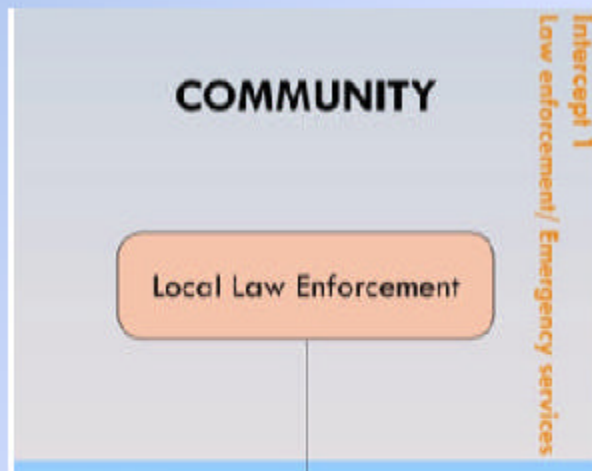 COMMUNITY
Local Law Enforcement
Intercept 1
Law enforcement/ Emergency services